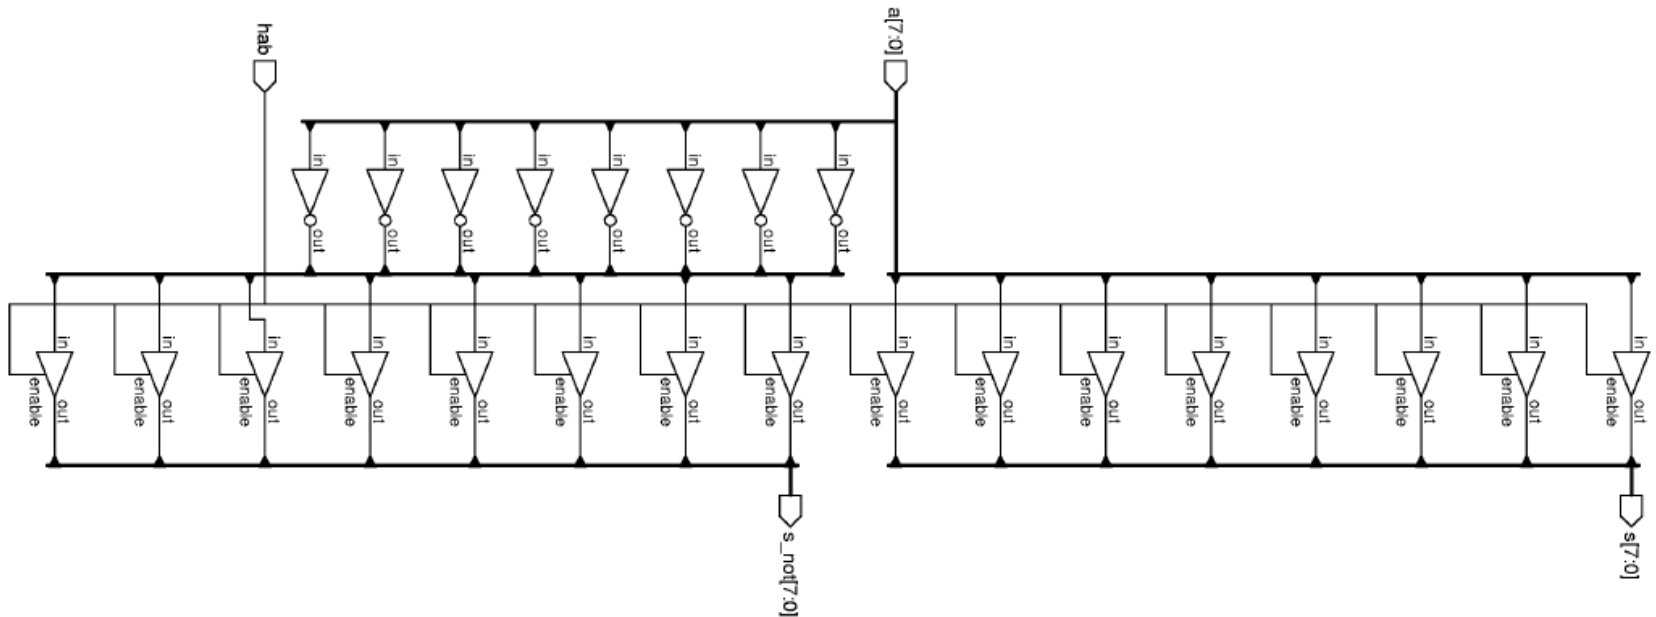 hab
a[7:0]
in in in in in in in in
out out out out out out out out
in in in in in in in in in in in in in in in in
enable enable enable enable enable enable enable enable enable enable enable enable enable enable enable enable
out out out out out out out out out out out out out out out out
s_not[7:0]
s[7:0]